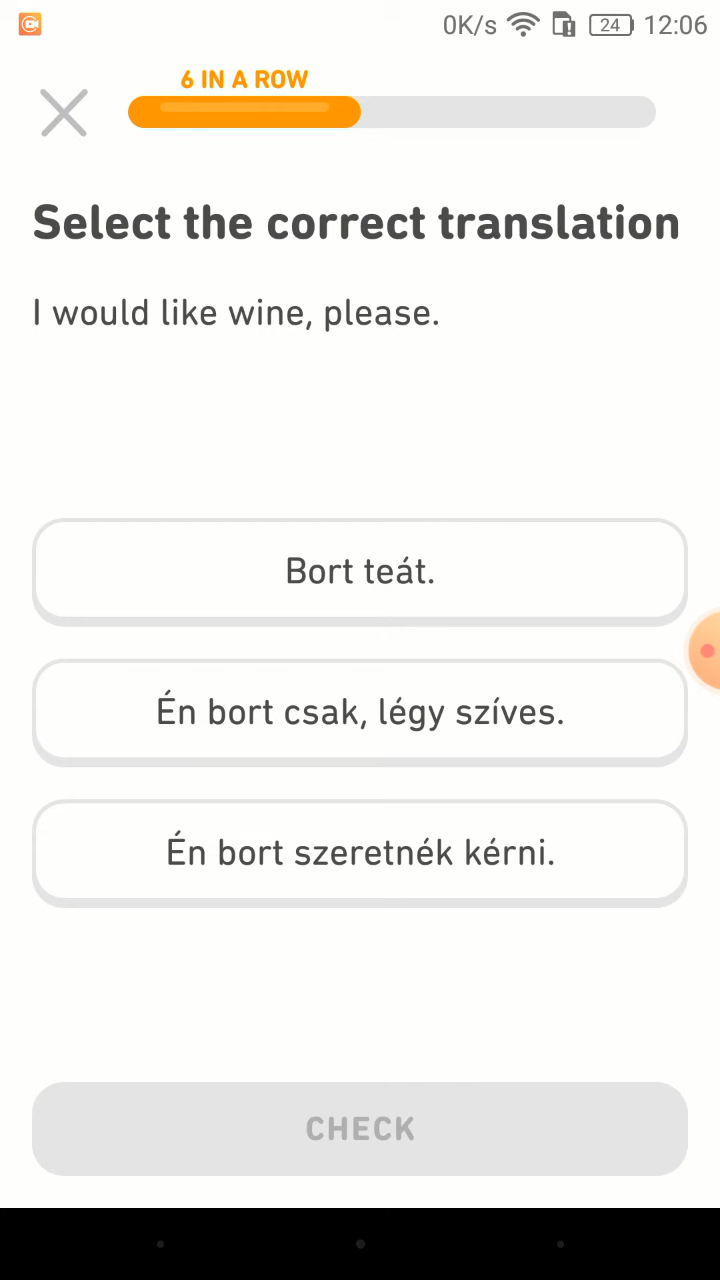 0K/s 24 12:06
6 IN A ROW
Select the correct translation
I would like wine, please.
Bort teát.
Én bort csak, légy szíves.
Én bort szeretnék kérni.
CHECK